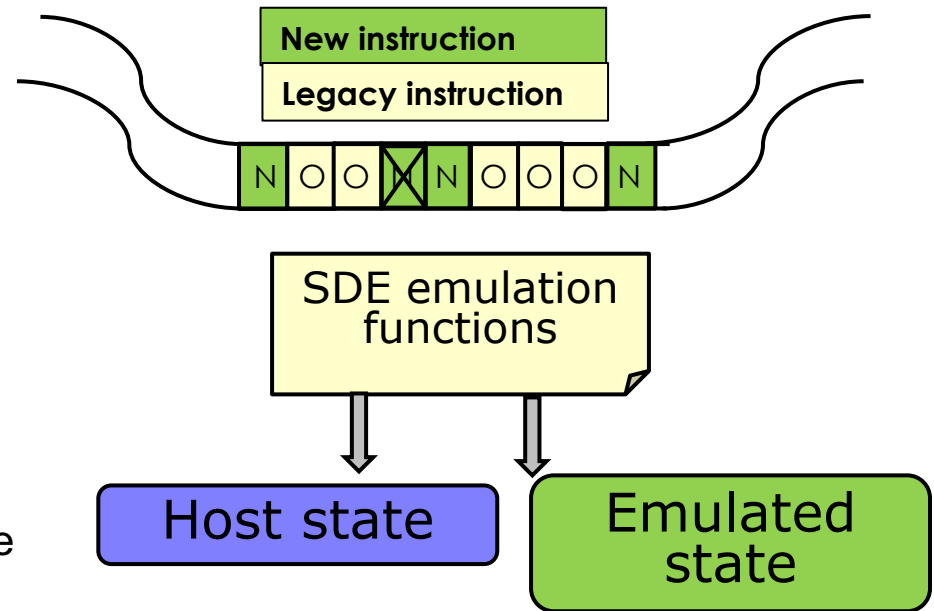 New instruction
Legacy instruction
N O O N N O O O N
SDE emulation
functions
Host state
Emulated
state
e